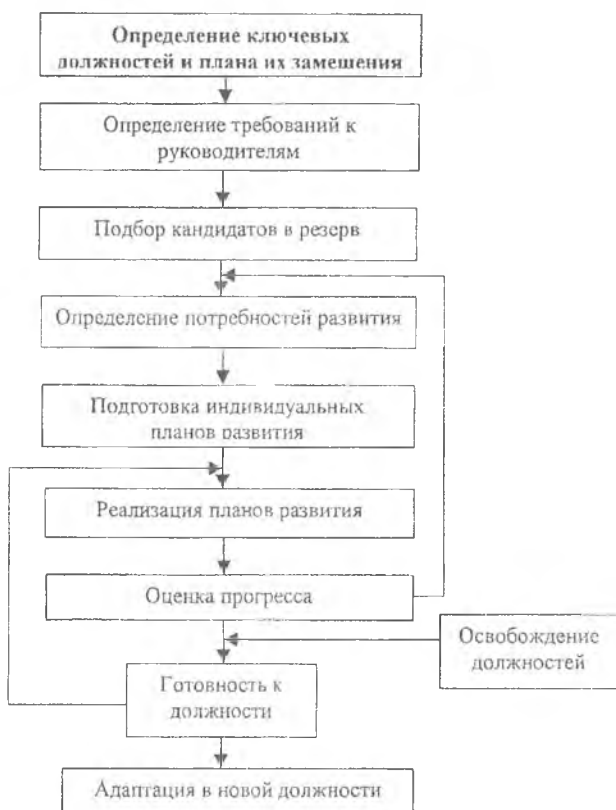 Определение ключевых
должностей и плана их замешения
Определение требований к
руководителям
Подбор кандидатов в резерв
Определение потребностей развития
Подготовка индивидуальных
планов развития
Реализация планов развития
Оценка прогресса
Освобождение
должностей
Готовность к
должности
Адаптация в новой должности